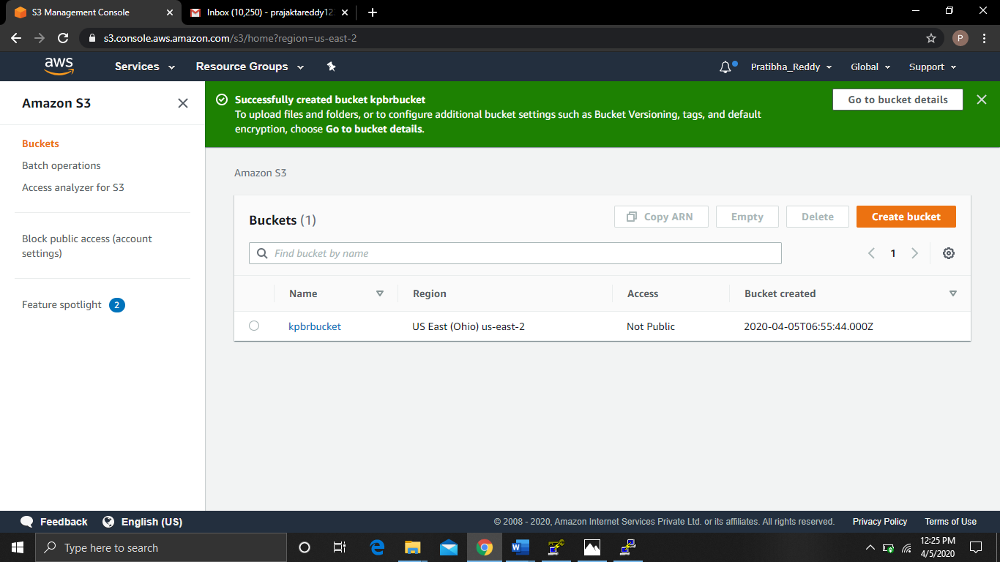 S3 Management Console
Inbox (10,250) - prajaktareddy12
s3.console.aws.amazon.com/s3/home?region=us-east-2
P
aws
Services
Resource Groups
Pratibha_Reddy
Global
Support
Amazon S3
Buckets
Batch operations
Access analyzer for S3
Block public access (account
settings)
Feature spotlight 2
Successfully created bucket kpbrbucket
To upload files and folders, or to configure additional bucket settings such as Bucket Versioning, tags, and default
encryption, choose Go to bucket details.
Go to bucket details
Amazon S3
Buckets (1)
Copy ARN
Empty
Delete
Create bucket
Find bucket by name
1
Name Region Access Bucket created
kpbrbucket US East (Ohio) us-east-2 Not Public 2020-04-05T06:55:44.000Z
Feedback English (US)
© 2008 - 2020, Amazon Internet Services Private Ltd. or its affiliates. All rights reserved. Privacy Policy Terms of Use
Type here to search
12:25 PM
4/5/2020